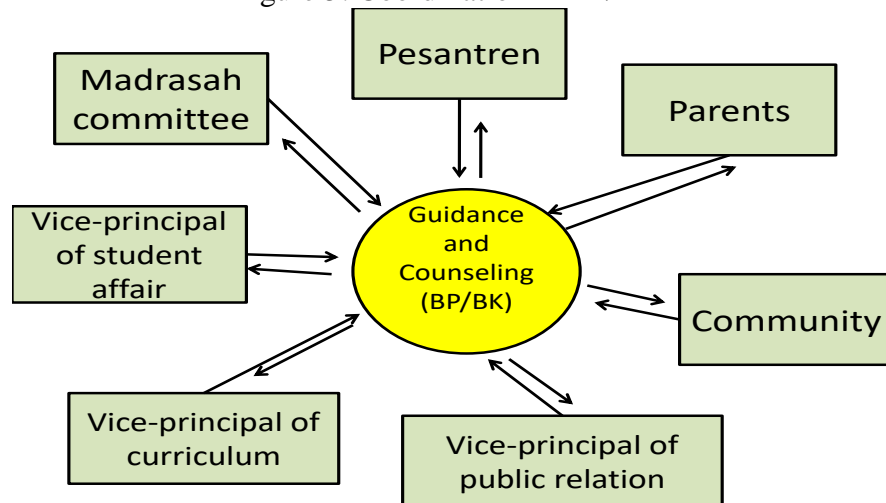 Pesantren
Madrasah
committee
Parents
Guidance
and
Counseling
(BP/BK)
Vice-principal
of student
affair
Community
Vice-principal of
curriculum
Vice-principal of
public relation